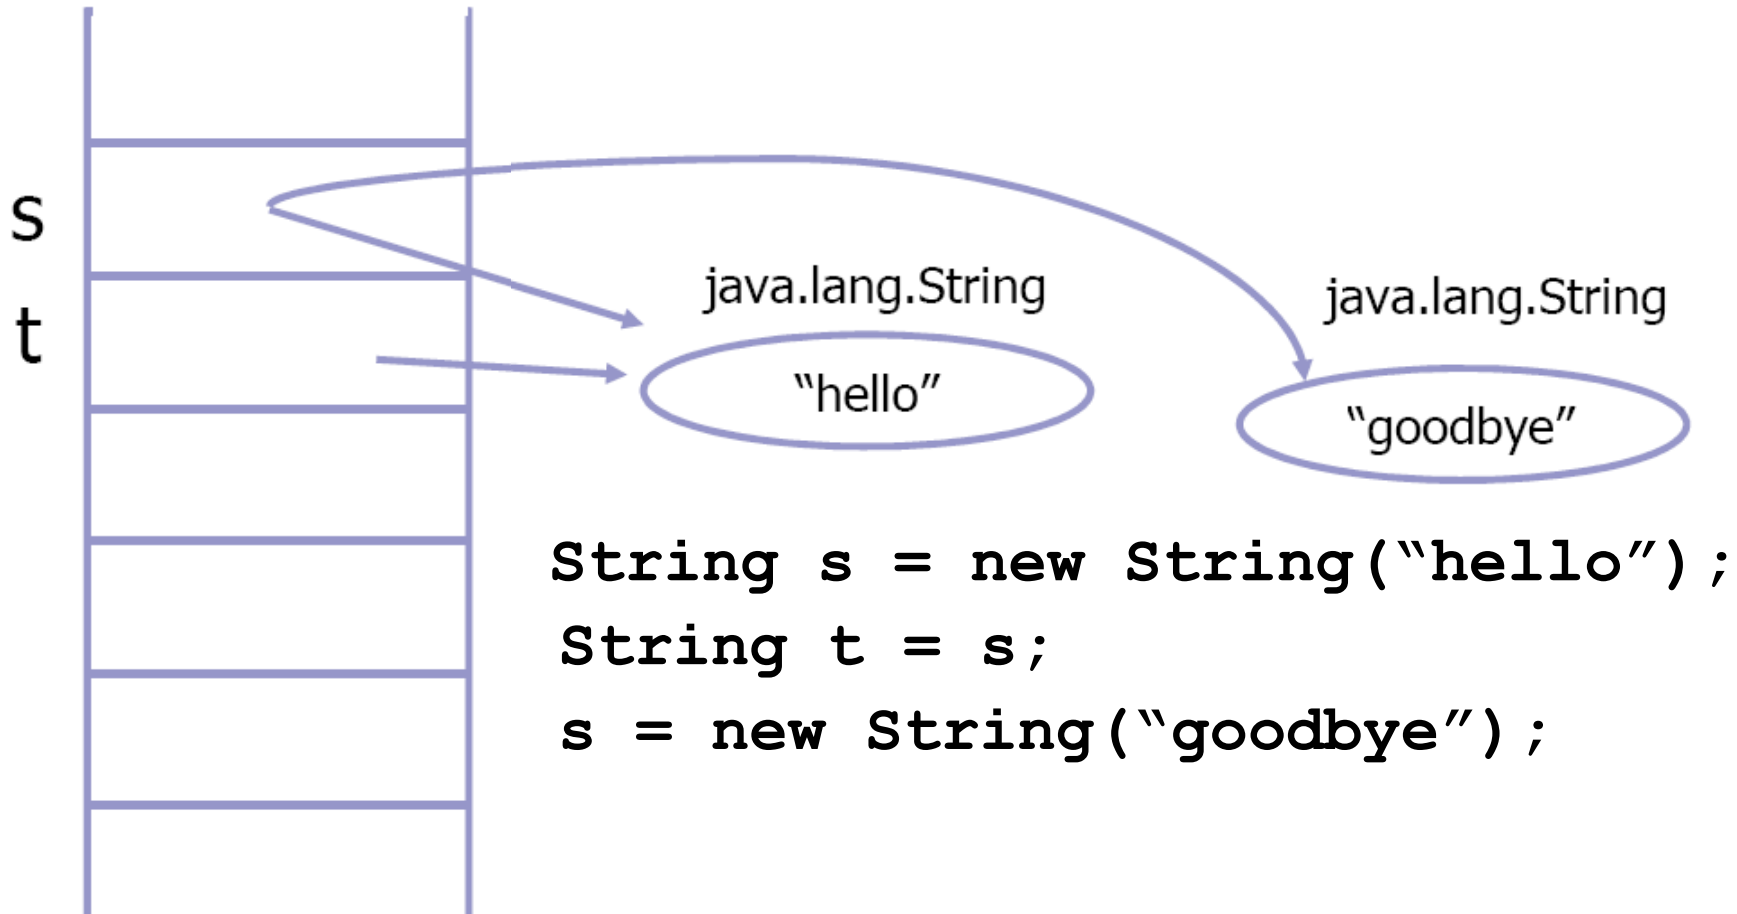 s
t
java.lang.String
“hello”
java.lang.String
“goodbye”
String s = new String(“hello”);
String t = s;
s = new String(“goodbye”);